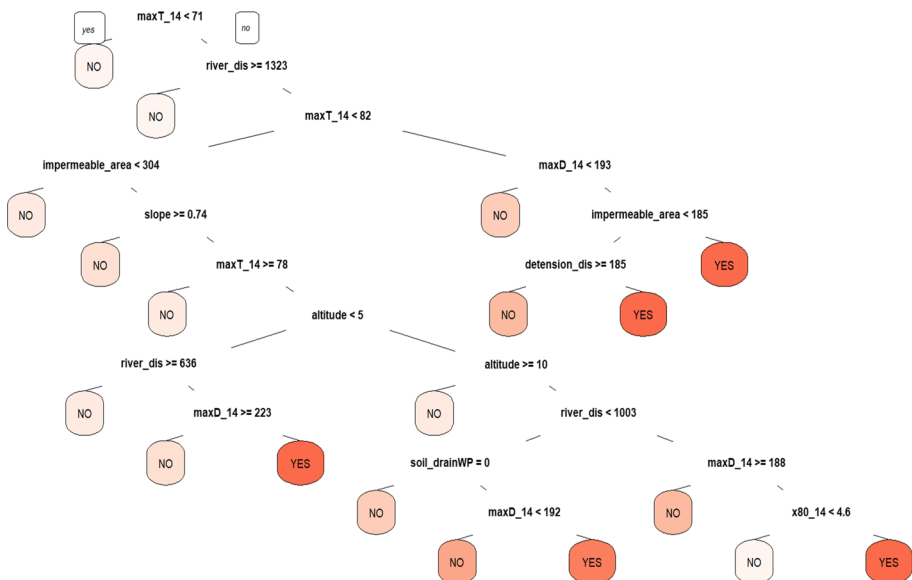 maxT_14 < 71
yes
no
NO
river_dis >= 1323
NO
maxT_14 < 82
impermeable_area < 304
maxD_14 < 193
NO
slope >= 0.74
NO
impermeable_area < 185
NO
maxT_14 >= 78
detension_dis >= 185
YES
NO
altitude < 5
NO
YES
river_dis >= 636
altitude >= 10
NO
maxD_14 >= 223
NO
river_dis < 1003
NO
YES
soil_drainWP = 0
maxD_14 >= 188
NO
maxD_14 < 192
NO
x80_14 < 4.6
NO
YES
NO
YES